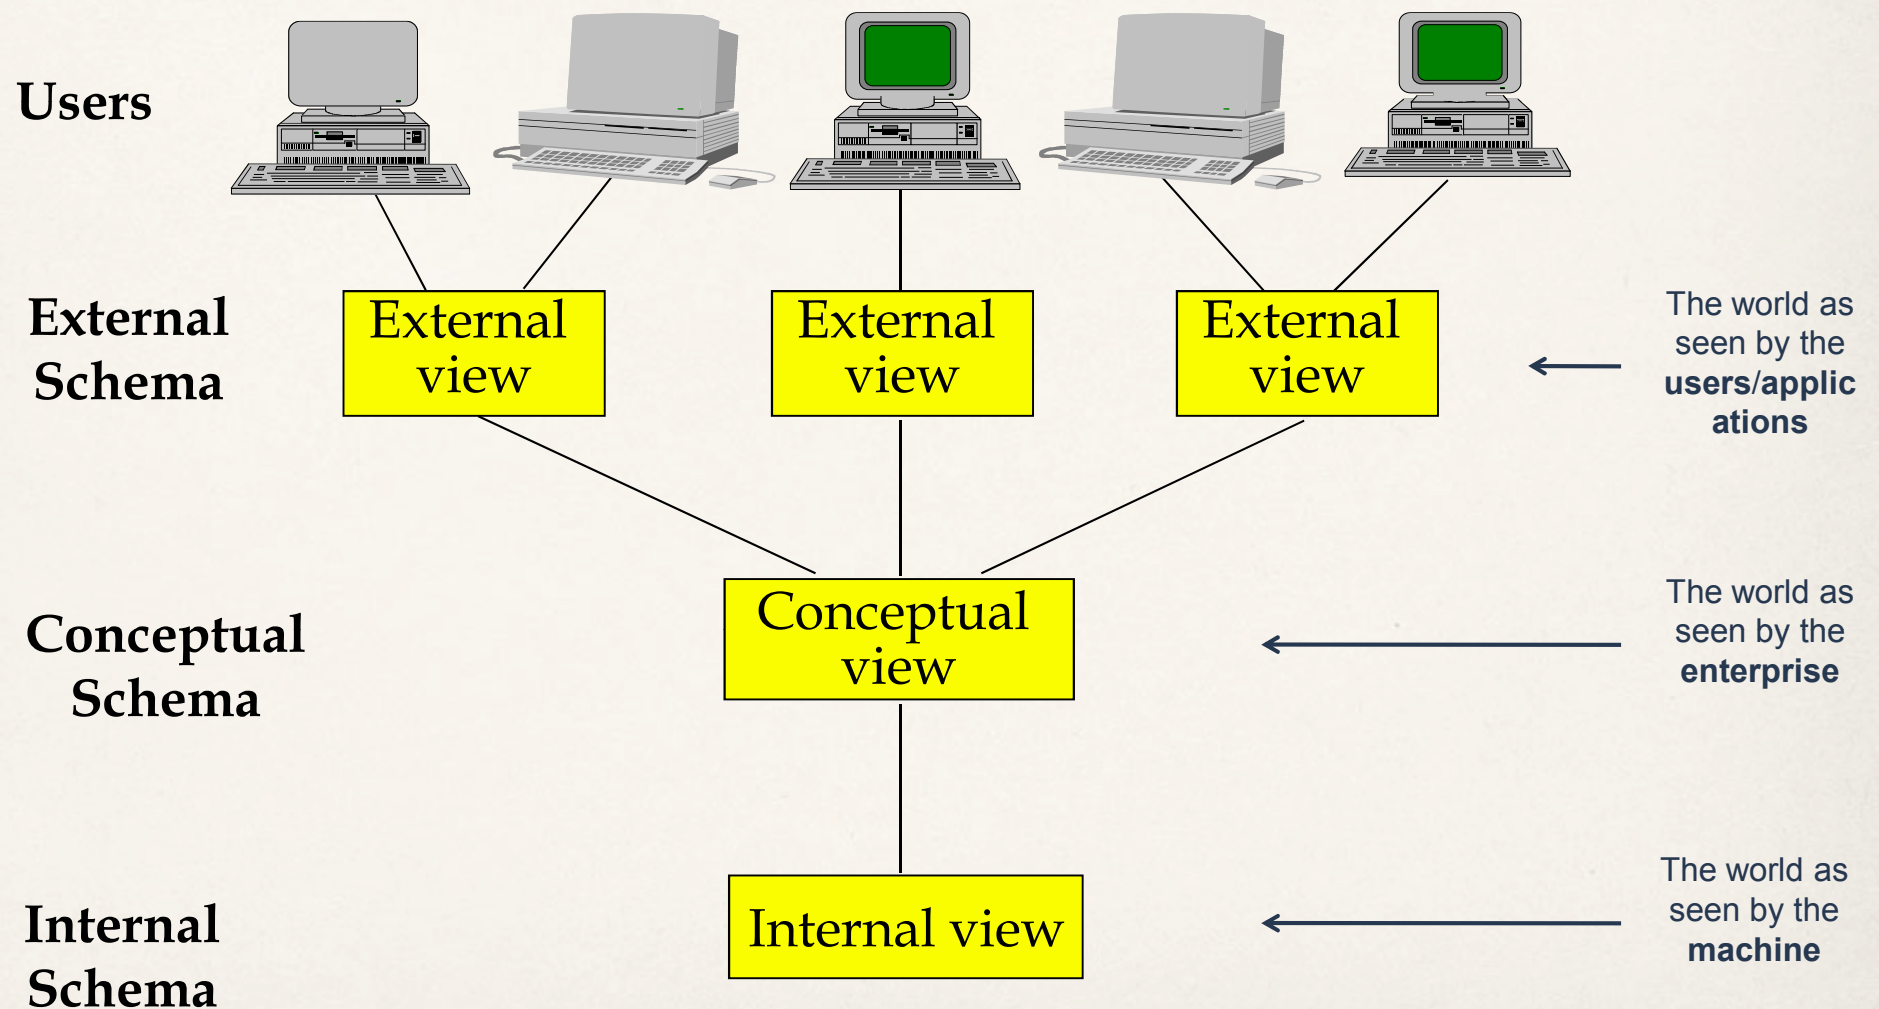 Users
External
Schema
External
view
External
view
External
view
The world as
seen by the
users/applic
ations
Conceptual
Schema
Conceptual
view
The world as
seen by the
enterprise
Internal
Schema
Internal view
The world as
seen by the
machine